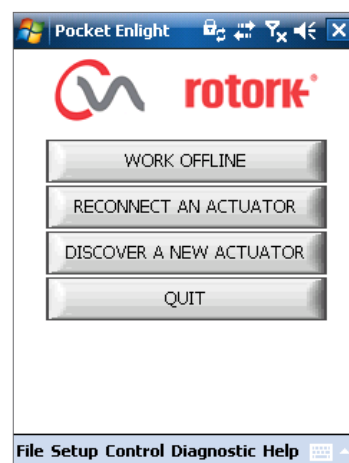 Pocket Enlight
rotork
WORK OFFLINE
RECONNECT AN ACTUATOR
DISCOVER A NEW ACTUATOR
QUIT
File Setup Control Diagnostic Help